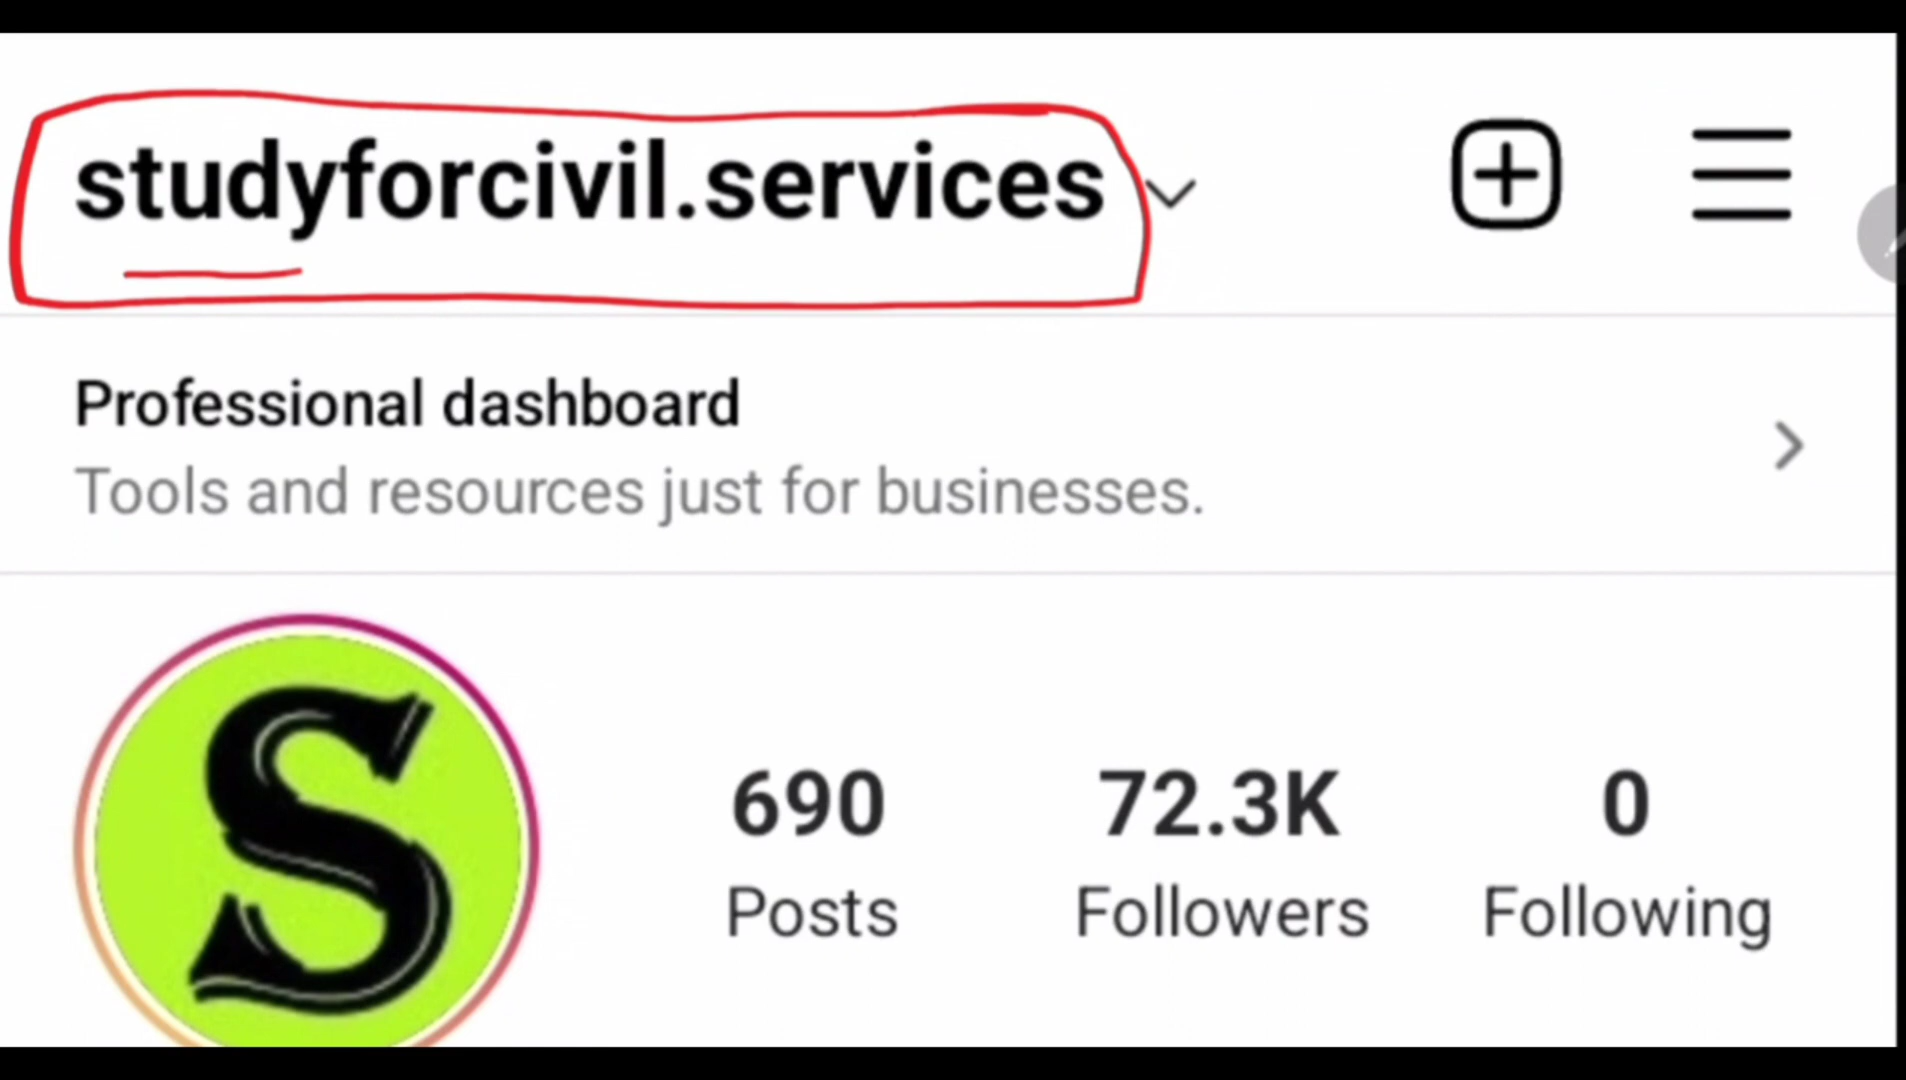 studyforcivil.services
Professional dashboard
Tools and resources just for businesses.
S
690 72.3K 0
Posts Followers Following